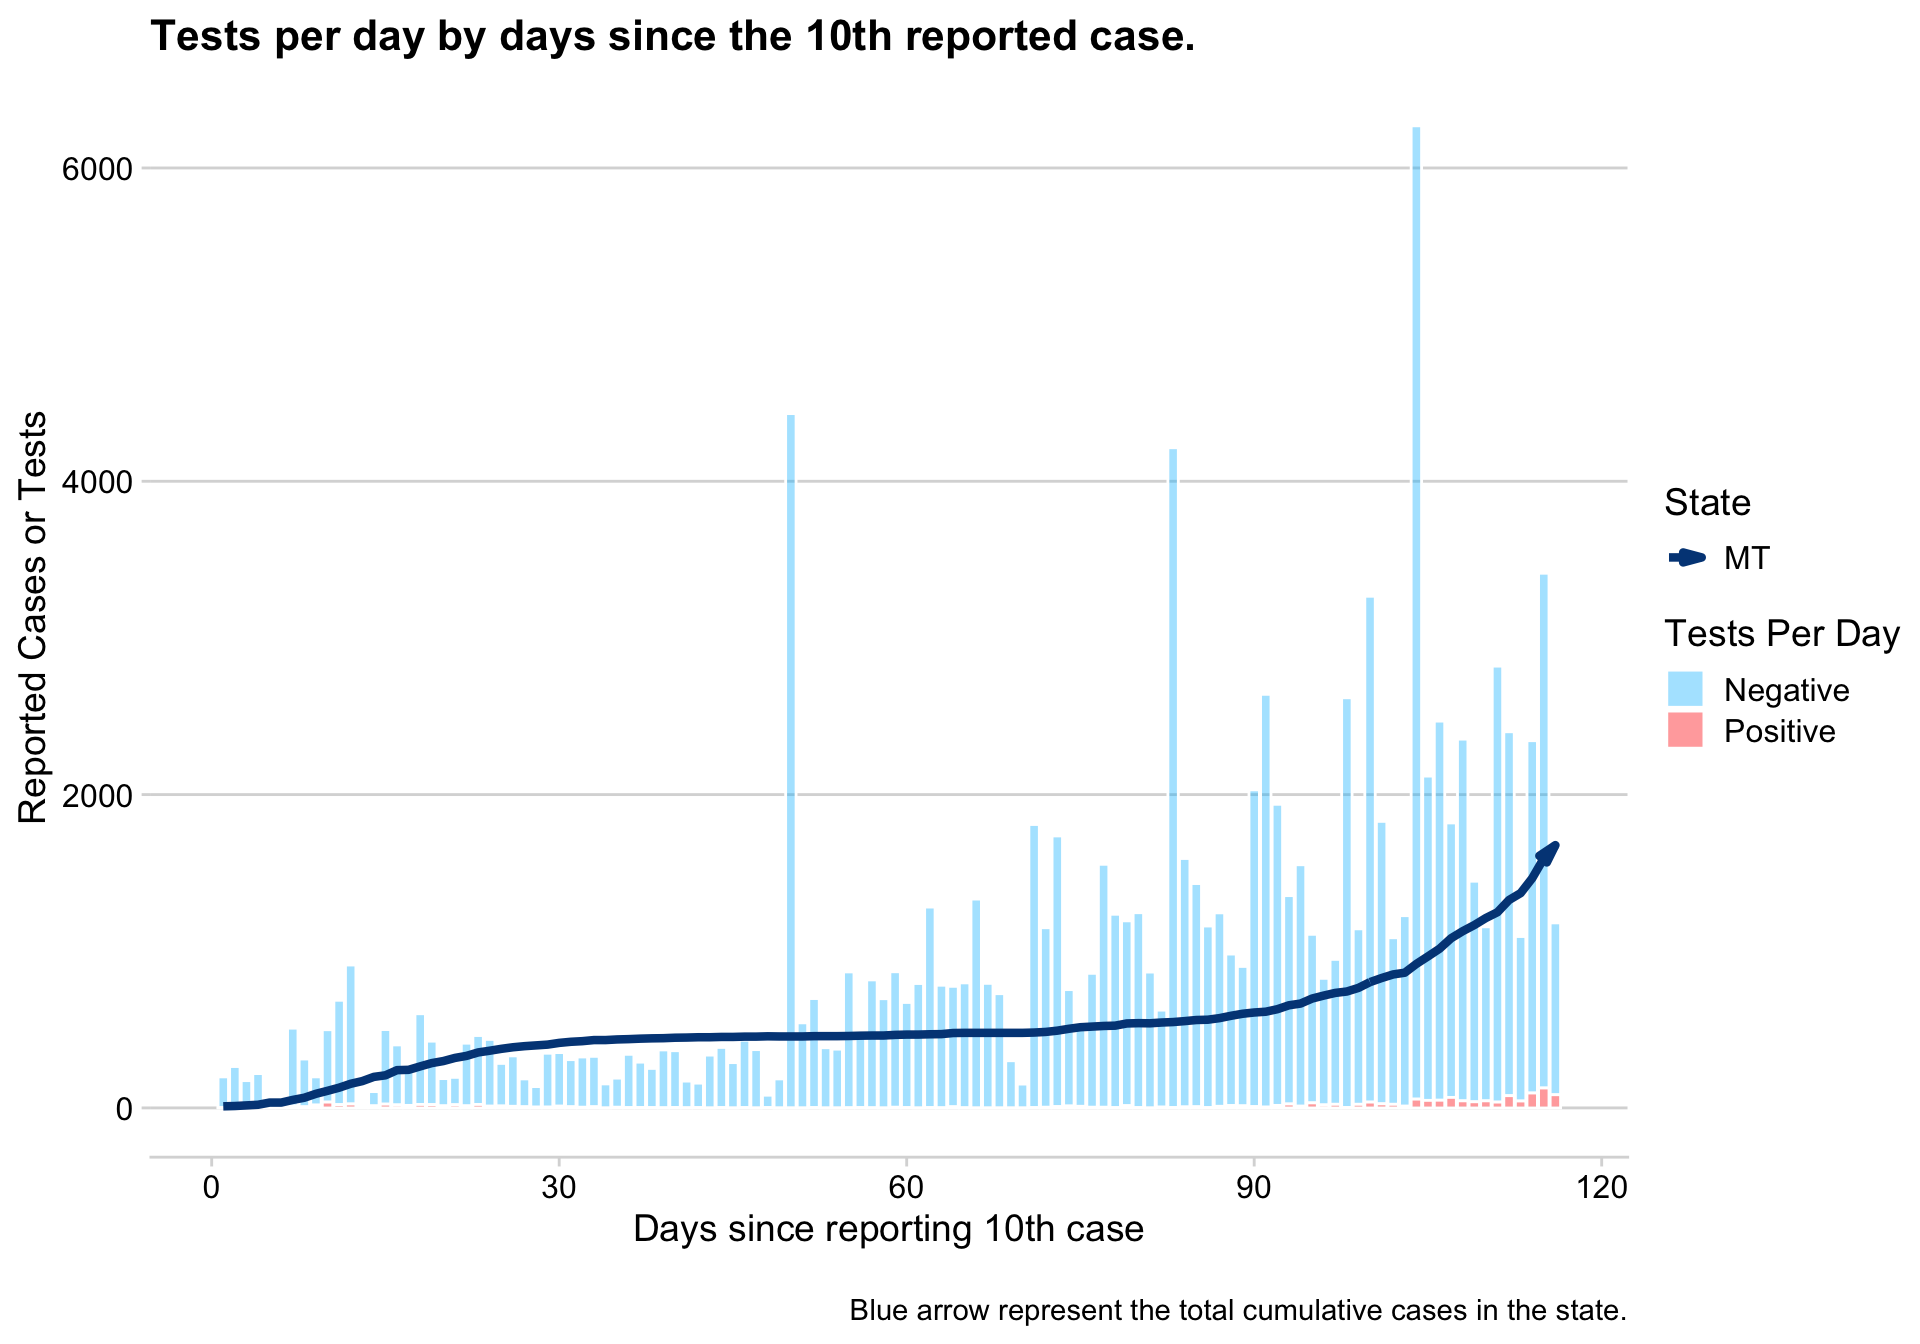 Tests per day by days since the 10th reported case.
6000
4000
2000
0
Reported Cases or Tests
0 30 60 90 120
Days since reporting 10th case
State
MT
Tests Per Day
Negative
Positive
Blue arrow represent the total cumulative cases in the state.